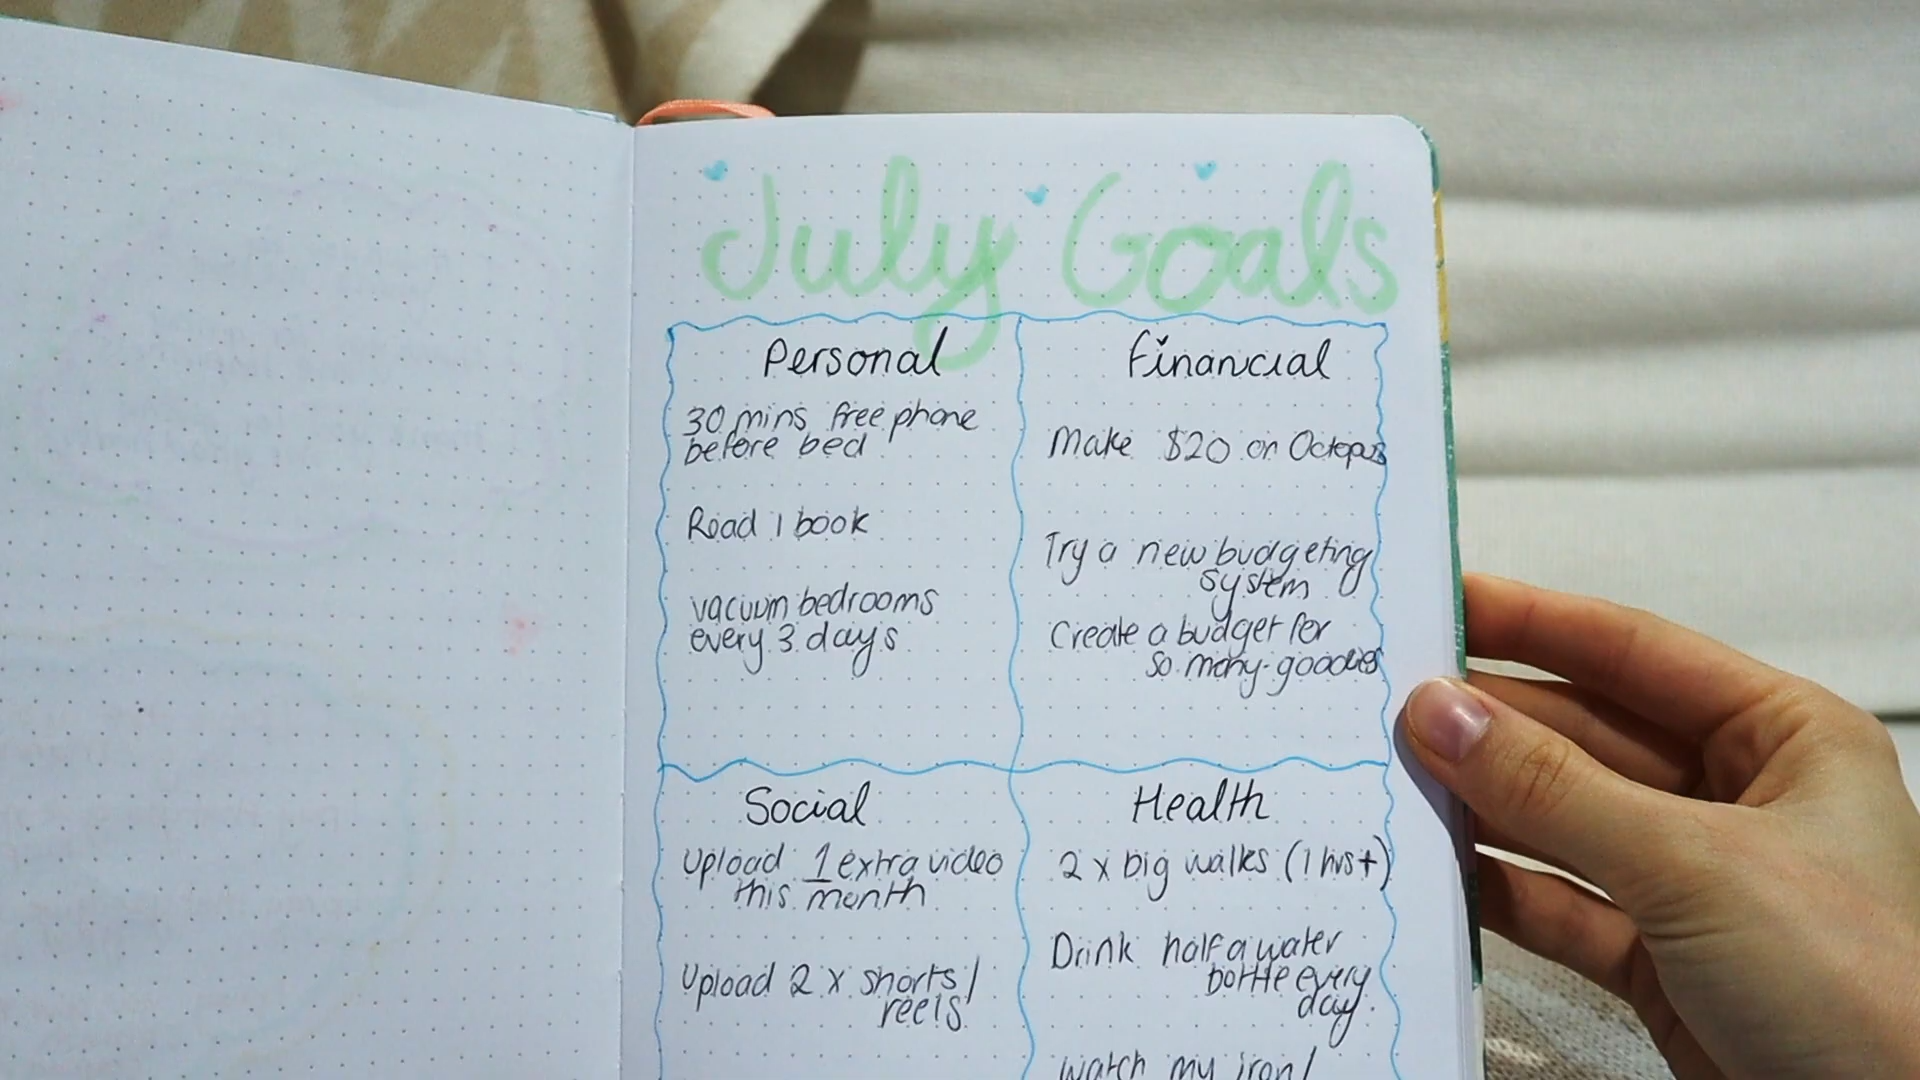 July Goals
Personal
30 mins free phone
before bed
Read 1 book
vacuum bedrooms
every 3 days
Financial
Make $20 on Octopus
Try a new budgeting
system
Create a budget for
so many goodies
Social
Upload 1 extra video
this month
Upload 2 x shorts/
reels
Health
2 x big walks (1 hrs+)
Drink half a water
bottle every
day
watch my iron/